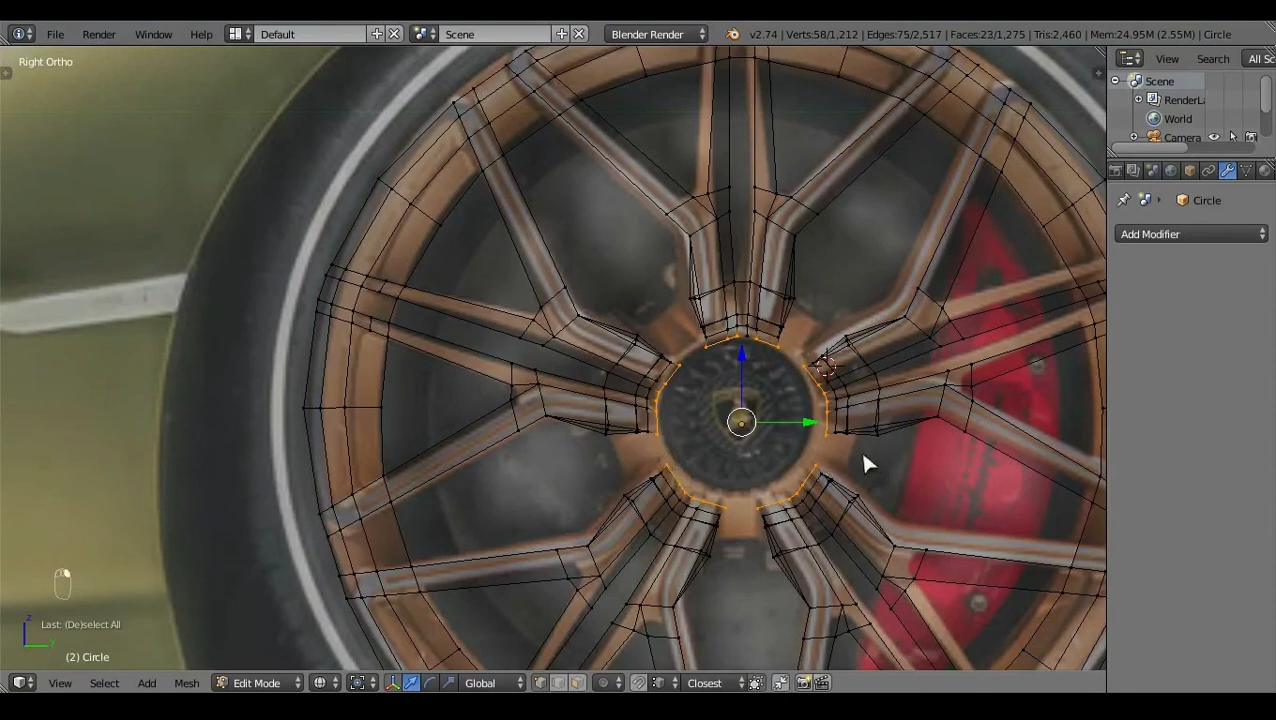 File Render Window Help Default Scene Blender Render v2.74 | Verts:58/1,212 | Edges:75/2,517 | Faces:23/1,275 | Tris:2,460 | Mem:24.95M (2.55M) | Circle
Right Ortho
View Search All Sc
Scene
RenderLa
World
Camera
Circle
Add Modifier
Last: (De)select All
z
y
(2) Circle
View Select Add Mesh Edit Mode Global Closest